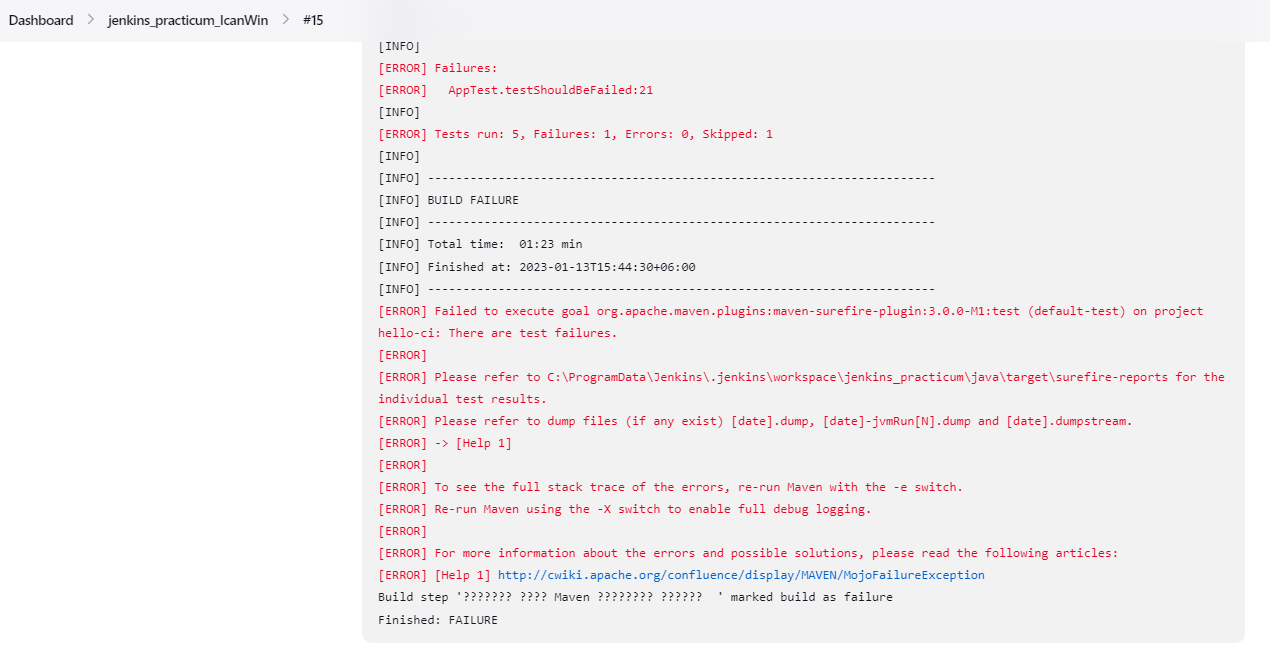 Dashboard > jenkins_practicum_IcanWin > #15
[INFO]
[ERROR] Failures:
[ERROR]   AppTest.testShouldBeFailed:21
[INFO]
[ERROR] Tests run: 5, Failures: 1, Errors: 0, Skipped: 1
[INFO]
[INFO] ------------------------------------------------------------------------
[INFO] BUILD FAILURE
[INFO] ------------------------------------------------------------------------
[INFO] Total time:  01:23 min
[INFO] Finished at: 2023-01-13T15:44:30+06:00
[INFO] ------------------------------------------------------------------------
[ERROR] Failed to execute goal org.apache.maven.plugins:maven-surefire-plugin:3.0.0-M1:test (default-test) on project
hello-ci: There are test failures.
[ERROR]
[ERROR] Please refer to C:\ProgramData\Jenkins\.jenkins\workspace\jenkins_practicum\java\target\surefire-reports for the
individual test results.
[ERROR] Please refer to dump files (if any exist) [date].dump, [date]-jvmRun[N].dump and [date].dumpstream.
[ERROR] -> [Help 1]
[ERROR]
[ERROR] To see the full stack trace of the errors, re-run Maven with the -e switch.
[ERROR] Re-run Maven using the -X switch to enable full debug logging.
[ERROR]
[ERROR] For more information about the errors and possible solutions, please read the following articles:
[ERROR] [Help 1] http://cwiki.apache.org/confluence/display/MAVEN/MojoFailureException
Build step '??????? ???? Maven ???????? ??????  ' marked build as failure
Finished: FAILURE